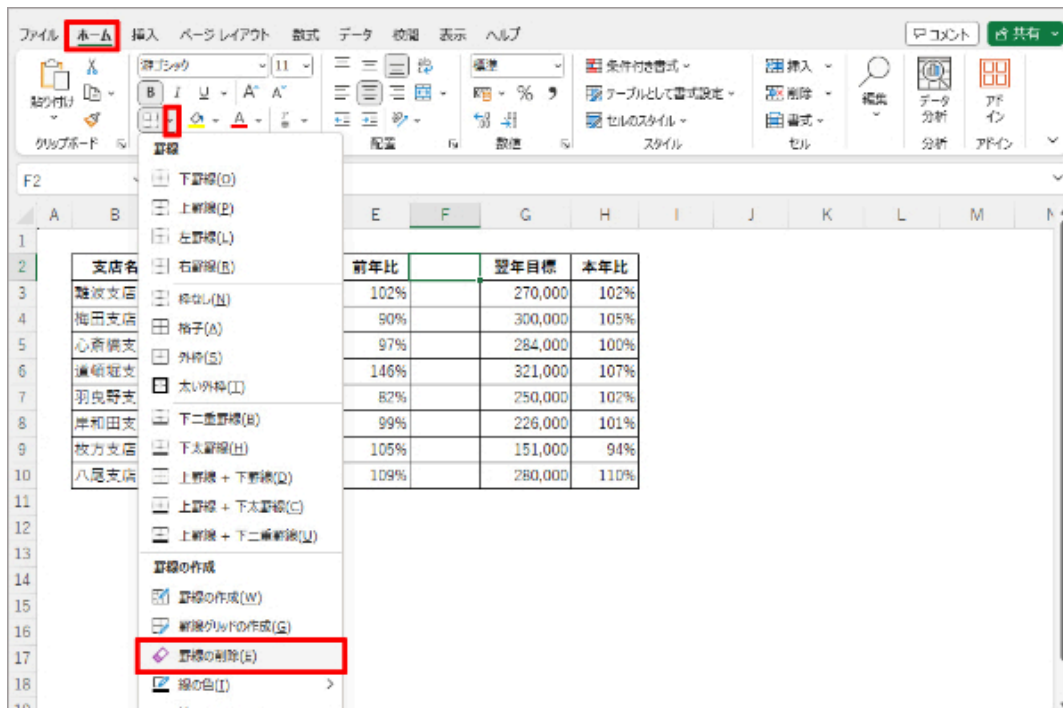 ファイル ホーム 挿入 ページ レイアウト 数式 データ 校閲 表示 ヘルプ コメント 共有
游ゴシック 11 標準 条件付き書式 挿入
貼り付け B I U A A % 9 テーブルとして書式設定 削除 編集 データ分析 アドイン
A セルのスタイル 書式
クリップボード 配置 数値 スタイル セル 分析 アドイン
罫線
F2
下罫線(O)
上罫線(P)
左罫線(L)
右罫線(R)
枠なし(N)
格子(A)
外枠(S)
太い外枠(T)
下二重罫線(B)
下太罫線(H)
上罫線 + 下罫線(D)
上罫線 + 下太罫線(C)
上罫線 + 下二重罫線(U)
罫線の作成
罫線の作成(W)
罫線グリッドの作成(G)
罫線の削除(E)
線の色(I)
A B E F G H I J K L M N
1
2 支店名 前年比 翌年目標 本年比
3 難波支店 102% 270,000 102%
4 梅田支店 90% 300,000 105%
5 心斎橋支 97% 284,000 100%
6 道頓堀支 146% 321,000 107%
7 羽曳野支 82% 250,000 102%
8 岸和田支 99% 226,000 101%
9 枚方支店 105% 151,000 94%
10 八尾支店 109% 280,000 110%
11
12
13
14
15
16
17
18